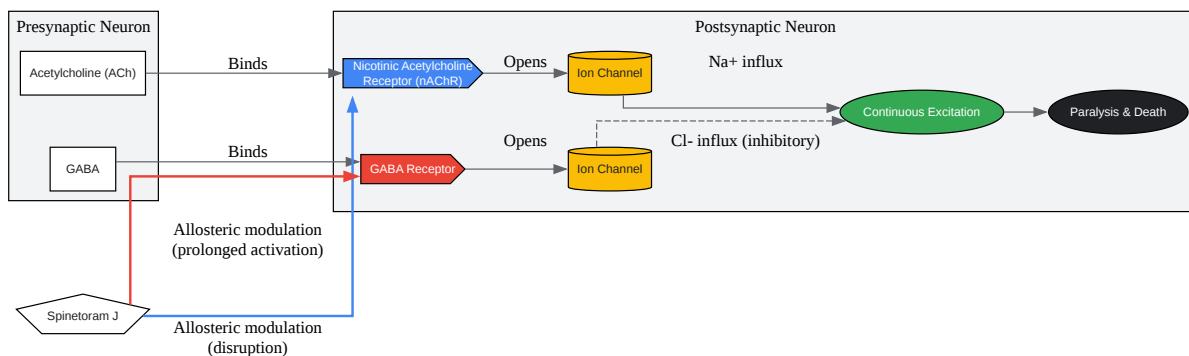 Presynaptic Neuron
Postsynaptic Neuron
Acetylcholine (ACh)
Binds
Nicotinic Acetylcholine
Receptor (nAChR)
Opens
Ion Channel
Na+ influx
Continuous Excitation
Paralysis & Death
GABA
Binds
GABA Receptor
Opens
Ion Channel
Cl- influx (inhibitory)
Allosteric modulation
(prolonged activation)
Spinetoram J
Allosteric modulation
(disruption)